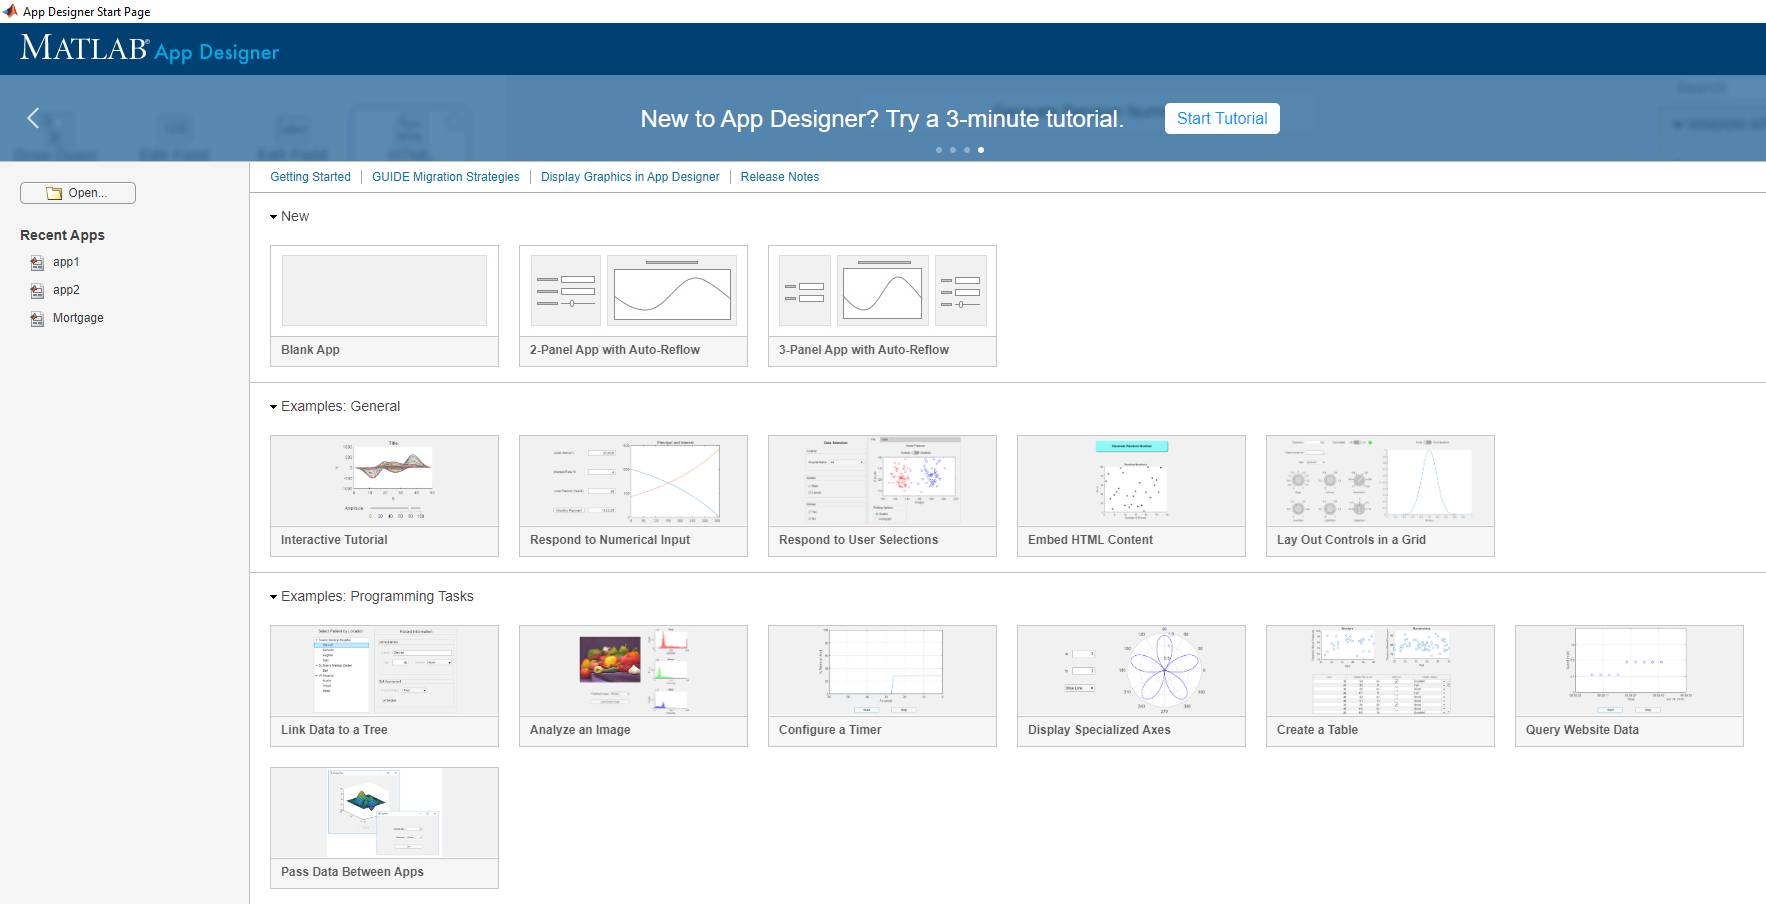 App Designer Start Page
MATLAB® App Designer
New to App Designer? Try a 3-minute tutorial.
Start Tutorial
Open...
Recent Apps
app1
app2
Mortgage
Getting Started
GUIDE Migration Strategies
Display Graphics in App Designer
Release Notes
New
Blank App
2-Panel App with Auto-Reflow
3-Panel App with Auto-Reflow
Examples: General
Interactive Tutorial
Respond to Numerical Input
Respond to User Selections
Embed HTML Content
Lay Out Controls in a Grid
Examples: Programming Tasks
Link Data to a Tree
Analyze an Image
Configure a Timer
Display Specialized Axes
Create a Table
Query Website Data
Pass Data Between Apps